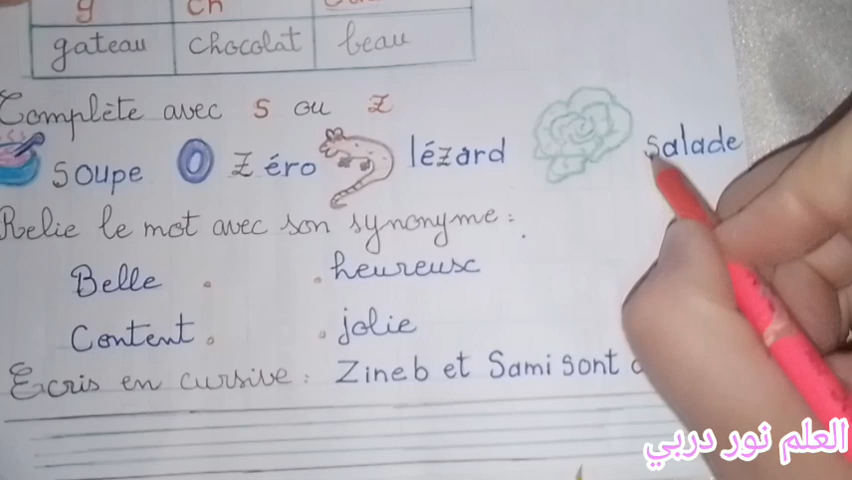 g ch
gateau chocolat beau
Complète avec s ou z
soupe zéro lézard salade
Relie le mot avec son synonyme :
Belle . . heureuse
Content . . jolie
Ecris en cursive : Zineb et Sami sont
العلم نور دربي